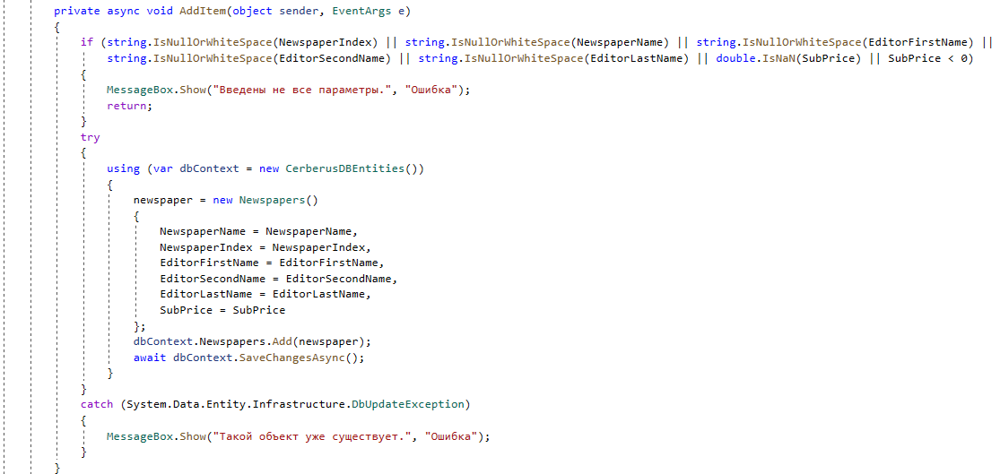 private async void AddItem(object sender, EventArgs e)
{
if (string.IsNullOrWhiteSpace(NewspaperIndex) || string.IsNullOrWhiteSpace(NewspaperName) || string.IsNullOrWhiteSpace(EditorFirstName) ||
string.IsNullOrWhiteSpace(EditorSecondName) || string.IsNullOrWhiteSpace(EditorLastName) || double.IsNaN(SubPrice) || SubPrice < 0)
{
MessageBox.Show("Введены не все параметры.", "Ошибка");
return;
}
try
{
using (var dbContext = new CerberusDBEntities())
{
newspaper = new Newspapers()
{
NewspaperName = NewspaperName,
NewspaperIndex = NewspaperIndex,
EditorFirstName = EditorFirstName,
EditorSecondName = EditorSecondName,
EditorLastName = EditorLastName,
SubPrice = SubPrice
};
dbContext.Newspapers.Add(newspaper);
await dbContext.SaveChangesAsync();
}
}
catch (System.Data.Entity.Infrastructure.DbUpdateException)
{
MessageBox.Show("Такой объект уже существует.", "Ошибка");
}
}